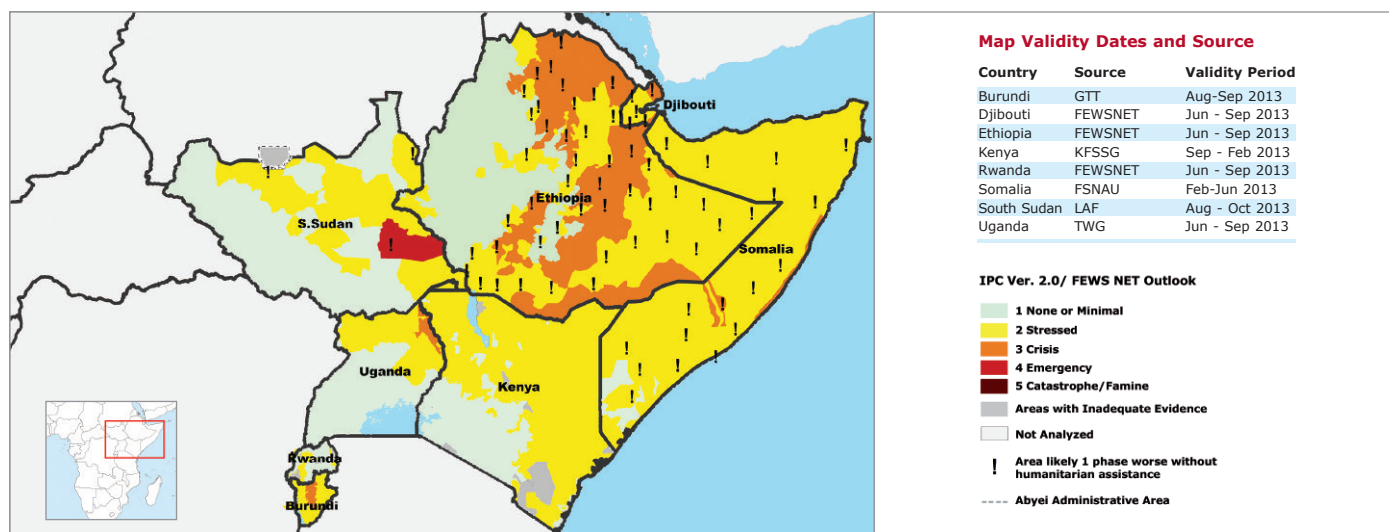 Map Validity Dates and Source
Country Source Validity Period
Burundi GTT Aug-Sep 2013
Djibouti FEWSNET Jun - Sep 2013
Ethiopia FEWSNET Jun - Sep 2013
Kenya KFSSG Sep - Feb 2013
Rwanda FEWSNET Jun - Sep 2013
Somalia FSNAU Feb-Jun 2013
South Sudan LAF Aug - Oct 2013
Uganda TWG Jun - Sep 2013
IPC Ver. 2.0/ FEWS NET Outlook
1 None or Minimal
2 Stressed
3 Crisis
4 Emergency
5 Catastrophe/Famine
Areas with Inadequate Evidence
Not Analyzed
! Area likely 1 phase worse without
humanitarian assistance
Abyei Administrative Area
Djibouti
Ethiopia
S.Sudan
Somalia
Uganda
Kenya
Rwanda
Burundi